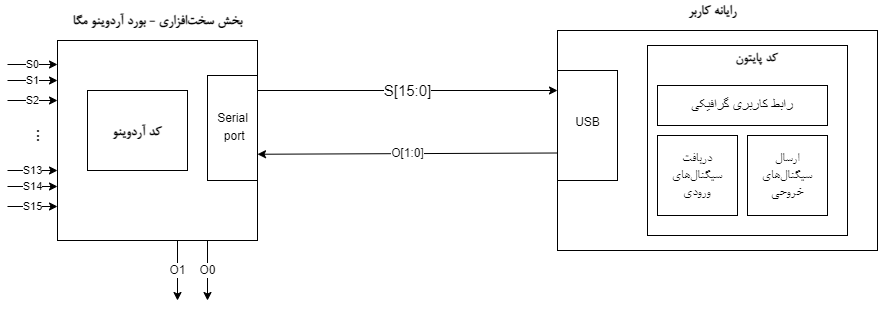 بخش سخت‌افزاری - بورد آردوینو مگا
S0
S1
S2
⋮
S13
S14
S15
کد آردوینو
Serial
port
O1
O0
S[15:0]
O[1:0]
رایانه کاربر
USB
کد پایتون
رابط کاربری گرافیکی
دریافت
سیگنال‌های
ورودی
ارسال
سیگنال‌های
خروجی